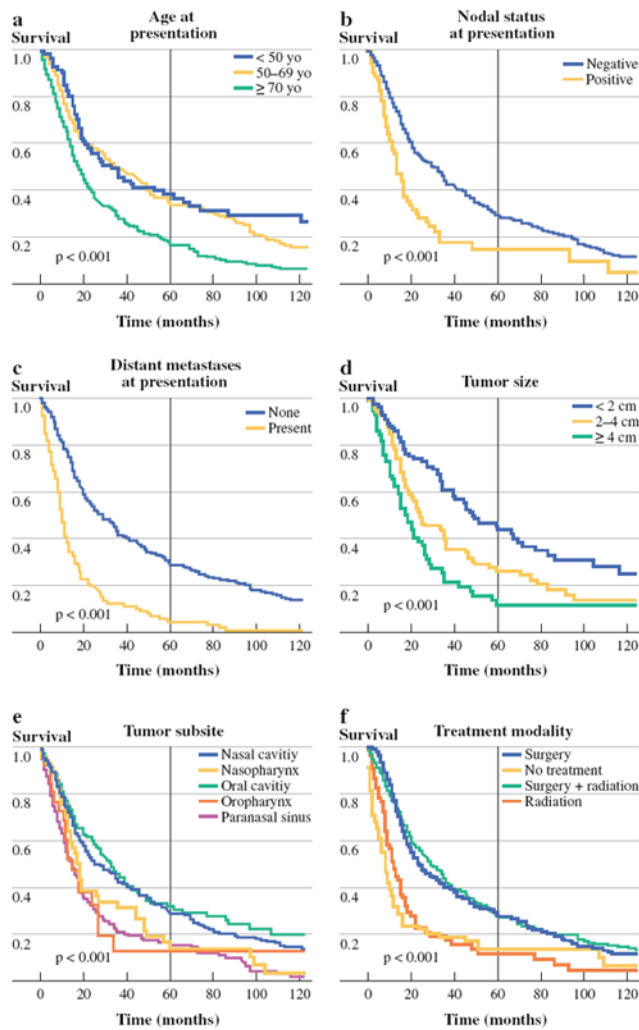 a
Age at
presentation
Survival
< 50 yo
50–69 yo
≥ 70 yo
1.0
0.8
0.6
0.4
0.2
p < 0.001
0 20 40 60 80 100 120
Time (months)
b
Nodal status
at presentation
Survival
Negative
Positive
1.0
0.8
0.6
0.4
0.2
p < 0.001
0 20 40 60 80 100 120
Time (months)
c
Distant metastases
at presentation
Survival
None
Present
1.0
0.8
0.6
0.4
0.2
p < 0.001
0 20 40 60 80 100 120
Time (months)
d
Tumor size
Survival
< 2 cm
2–4 cm
≥ 4 cm
1.0
0.8
0.6
0.4
0.2
p < 0.001
0 20 40 60 80 100 120
Time (months)
e
Tumor subsite
Survival
Nasal cavitiy
Nasopharynx
Oral cavitiy
Oropharynx
Paranasal sinus
1.0
0.8
0.6
0.4
0.2
p < 0.001
0 20 40 60 80 100 120
Time (months)
f
Treatment modality
Survival
Surgery
No treatment
Surgery + radiation
Radiation
1.0
0.8
0.6
0.4
0.2
p < 0.001
0 20 40 60 80 100 120
Time (months)